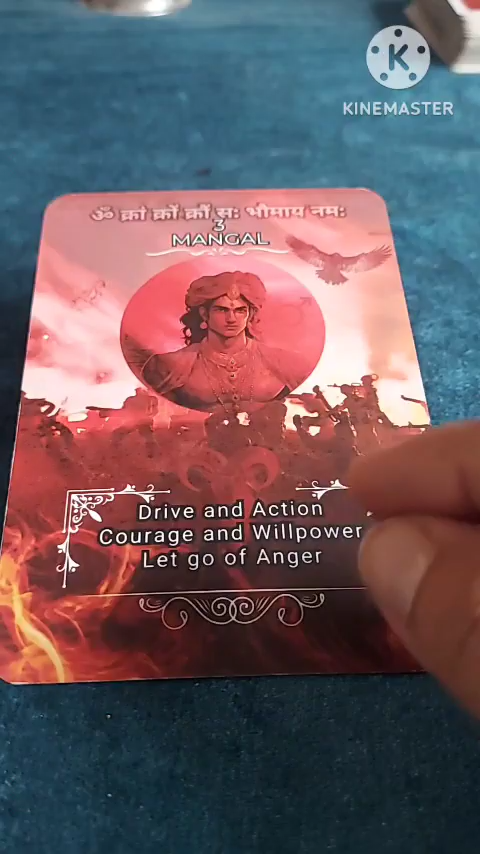 K
KINEMASTER
ॐ क्रां क्रीं क्रौं सः भौमाय नमः
3
MANGAL
Drive and Action
Courage and Willpower
Let go of Anger